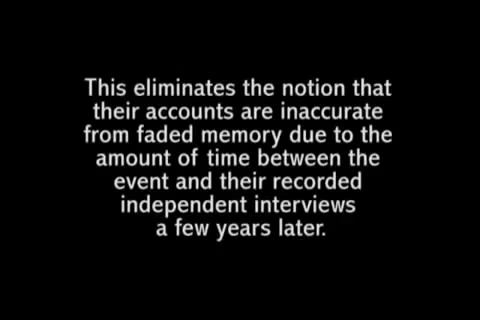 This eliminates the notion that
their accounts are inaccurate
from faded memory due to the
amount of time between the
event and their recorded
independent interviews
a few years later.